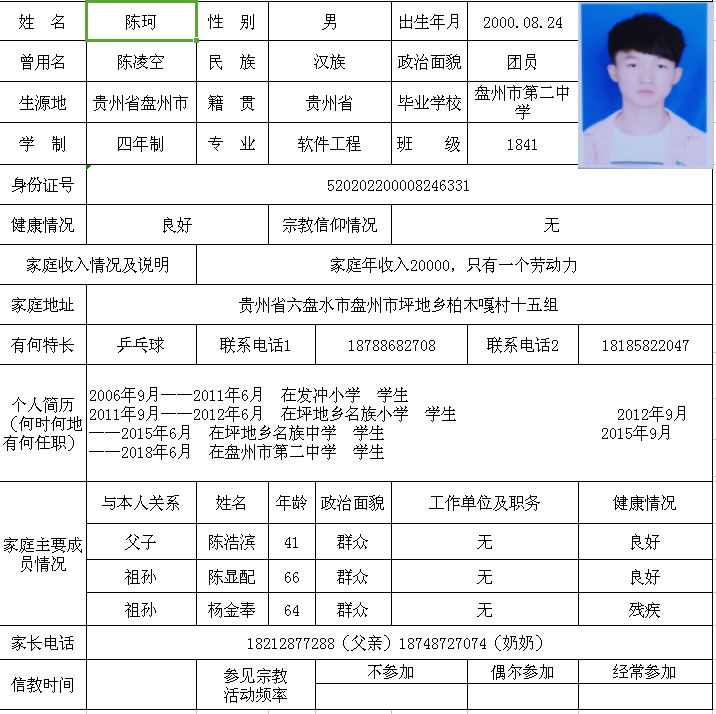 姓 名 陈珂 性 别 男 出生年月 2000.08.24
曾用名 陈凌空 民 族 汉族 政治面貌 团员
生源地 贵州省盘州市 籍 贯 贵州省 毕业学校 盘州市第二中学
学 制 四年制 专 业 软件工程 班 级 1841
身份证号 520202200008246331
健康情况 良好 宗教信仰情况 无
家庭收入情况及说明 家庭年收入20000，只有一个劳动力
家庭地址 贵州省六盘水市盘州市坪地乡柏木嘎村十五组
有何特长 乒乓球 联系电话1 18788682708 联系电话2 18185822047
个人简历
（何时何地
有何任职）
2006年9月——2011年6月 在发冲小学 学生
2011年9月——2012年6月 在坪地乡名族小学 学生 2012年9月
——2015年6月 在坪地乡名族中学 学生 2015年9月
——2018年6月 在盘州市第二中学 学生
家庭主要成
员情况
与本人关系 姓名 年龄 政治面貌 工作单位及职务 健康情况
父子 陈浩滨 41 群众 无 良好
祖孙 陈显配 66 群众 无 良好
祖孙 杨金奉 64 群众 无 残疾
家长电话 18212877288（父亲）18748727074（奶奶）
信教时间 参见宗教
活动频率
不参加 偶尔参加 经常参加